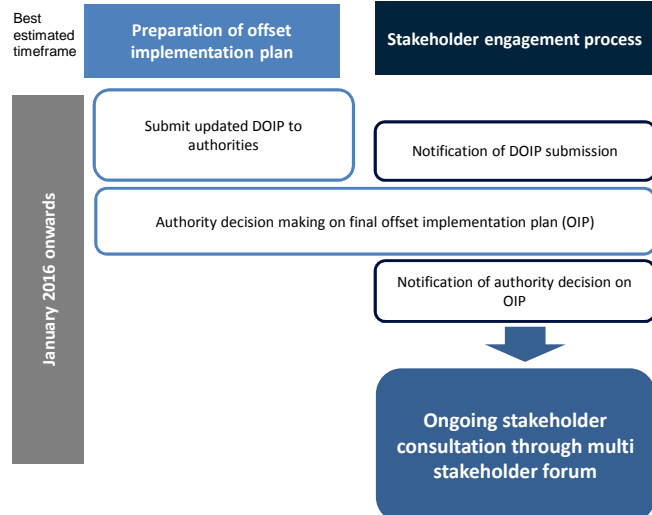 Best
estimated
timeframe
Preparation of offset
implementation plan
Stakeholder engagement process
January 2016 onwards
Submit updated DOIP to
authorities
Notification of DOIP submission
Authority decision making on final offset implementation plan (OIP)
Notification of authority decision on
OIP
Ongoing stakeholder
consultation through multi
stakeholder forum